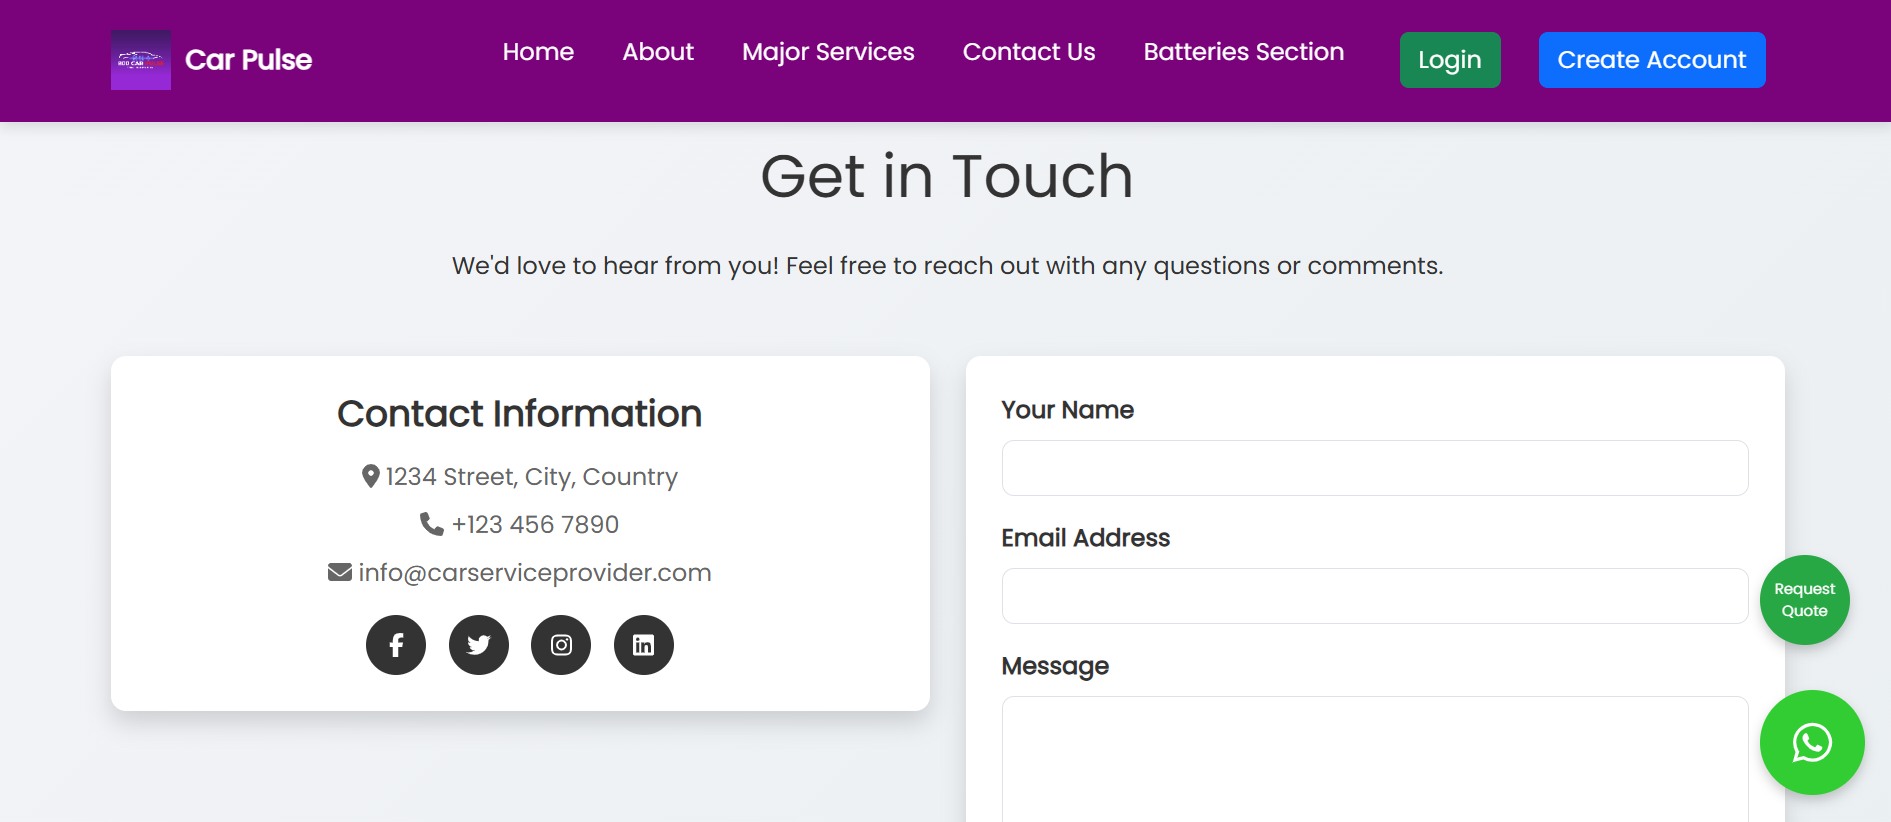 800 CAR
Car Pulse
Home
About
Major Services
Contact Us
Batteries Section
Login
Create Account
Get in Touch
We'd love to hear from you! Feel free to reach out with any questions or comments.
Contact Information
1234 Street, City, Country
+123 456 7890
info@carserviceprovider.com
Your Name
Email Address
Message
Request
Quote